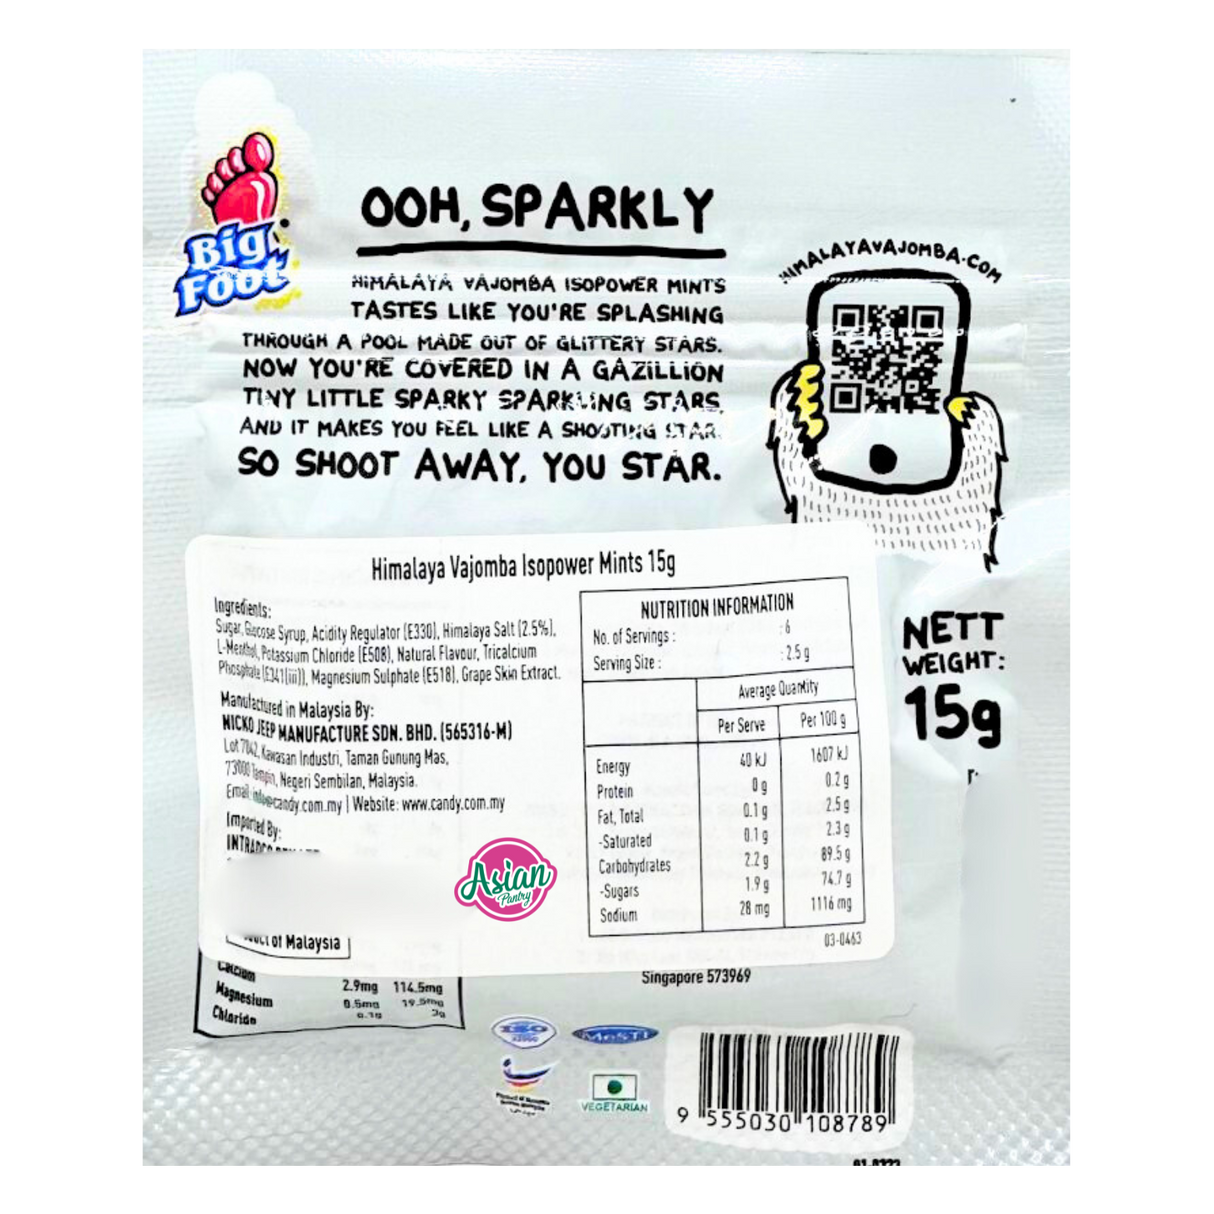 Big
Foot
OOH, SPARKLY
HIMALAYA VAJOMBA ISOPOWER MINTS
TASTES LIKE YOU'RE SPLASHING
THROUGH A POOL MADE OUT OF GLITTERY STARS.
NOW YOU'RE COVERED IN A GAZILLION
TINY LITTLE SPARKY SPARKLING STARS,
AND IT MAKES YOU FEEL LIKE A SHOOTING STAR.
SO SHOOT AWAY, YOU STAR.
HIMALAYAVAJOMBA.COM
NETT
WEIGHT:
15g
Himalaya Vajomba Isopower Mints 15g
Ingredients:
Sugar, Glucose Syrup, Acidity Regulator (E330), Himalaya Salt (2.5%),
L-Menthol, Potassium Chloride (E508), Natural Flavour, Tricalcium
Phosphate (E341(iii)), Magnesium Sulphate (E518), Grape Skin Extract.
Manufactured in Malaysia By:
NICKO JEEP MANUFACTURE SDN. BHD. (565316-M)
Lot 7042, Kawasan Industri, Taman Gunung Mas,
73000 Tampin, Negeri Sembilan, Malaysia.
Email: info@candy.com.my | Website: www.candy.com.my
Imported By:
of Malaysia
NUTRITION INFORMATION
No. of Servings : : 6
Serving Size : : 2.5 g
Average Quantity
Per Serve Per 100 g
Energy 40 kJ 1607 kJ
Protein 0 g 0.2 g
Fat, Total 0.1 g 2.5 g
-Saturated 0.1 g 2.3 g
Carbohydrates 2.2 g 89.5 g
-Sugars 1.9 g 74.7 g
Sodium 28 mg 1116 mg
03-0463
Asian
Pantry
Singapore 573969
Calcium 2.9mg 114.5mg
Magnesium 0.5mg 19.5mg
Chloride 0.1g 3g
ISO
MeSTI
VEGETARIAN
9 555030 108789